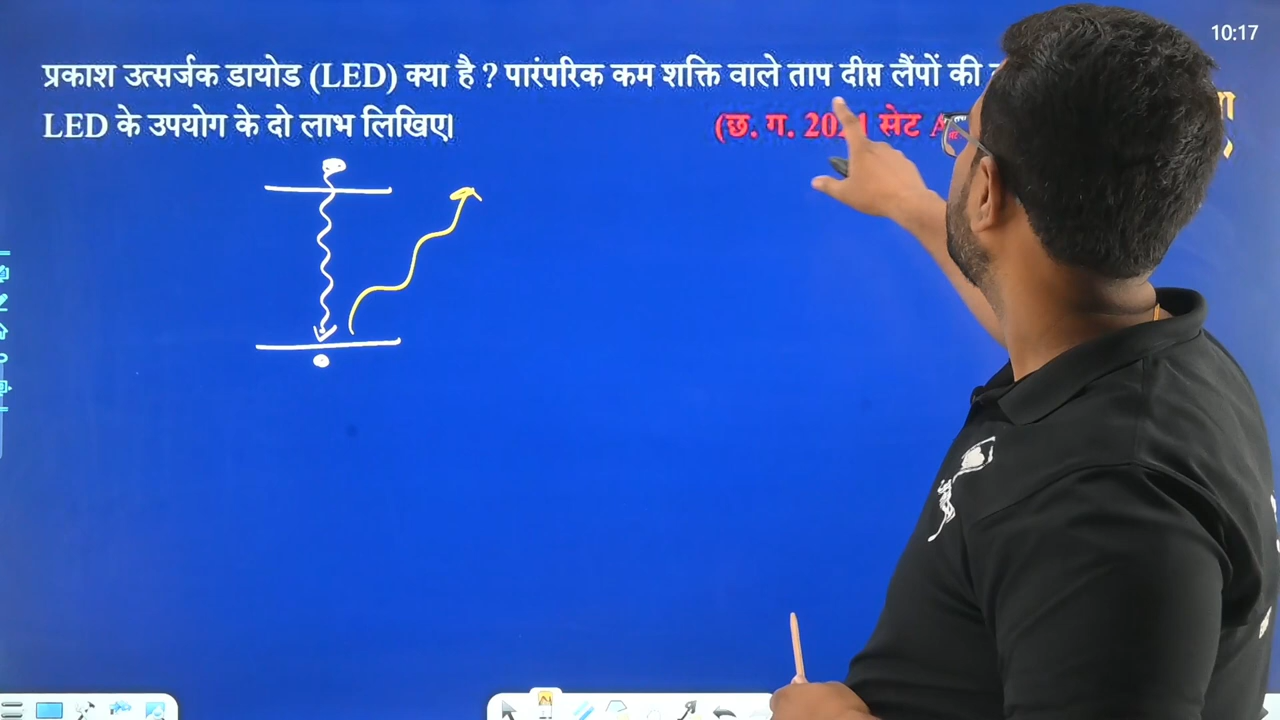 10:17
प्रकाश उत्सर्जक डायोड (LED) क्या है ? पारंपरिक कम शक्ति वाले ताप दीप्त लैंपों की
LED के उपयोग के दो लाभ लिखिए।
(छ. ग. सेट A